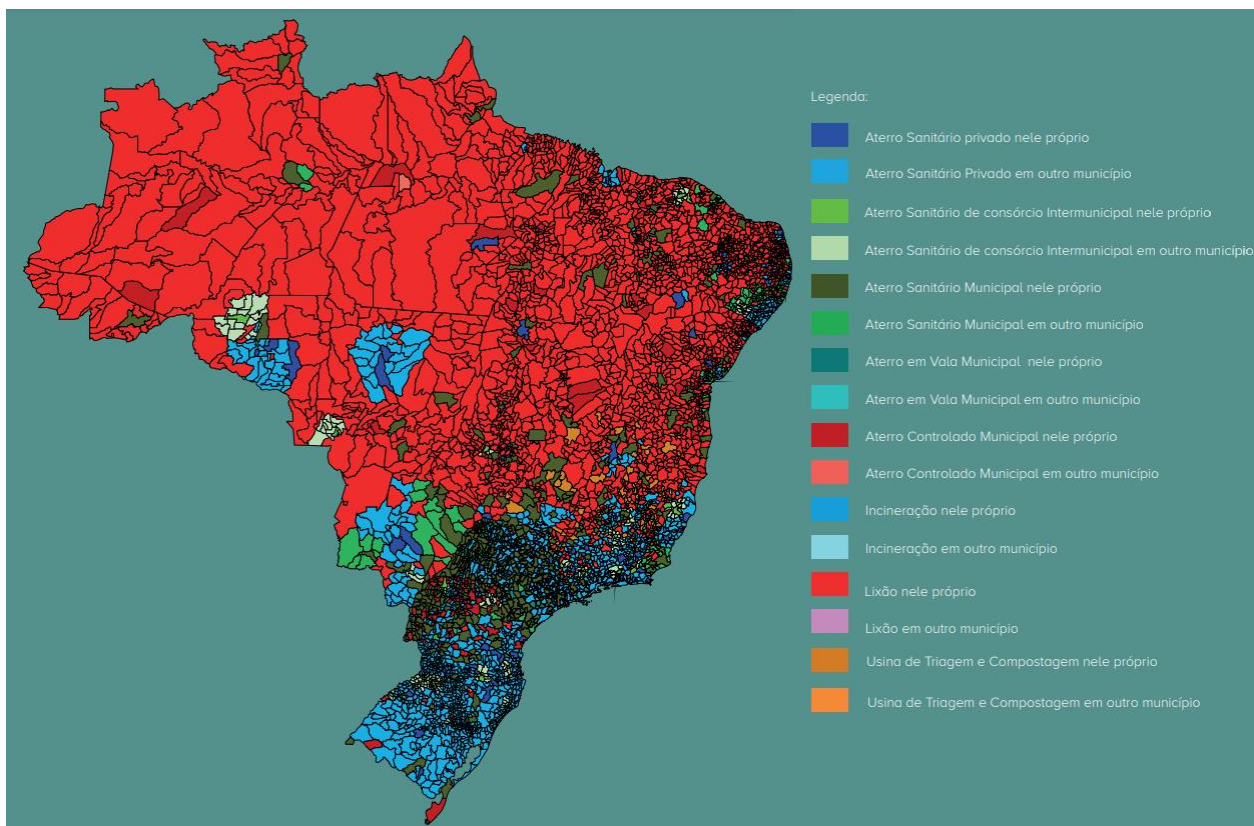 Legenda:
Aterro Sanitário privado nele próprio
Aterro Sanitário Privado em outro município
Aterro Sanitário de consórcio Intermunicipal nele próprio
Aterro Sanitário de consórcio Intermunicipal em outro município
Aterro Sanitário Municipal nele próprio
Aterro Sanitário Municipal em outro município
Aterro em Vala Municipal nele próprio
Aterro em Vala Municipal em outro município
Aterro Controlado Municipal nele próprio
Aterro Controlado Municipal em outro município
Incineração nele próprio
Incineração em outro município
Lixão nele próprio
Lixão em outro município
Usina de Triagem e Compostagem nele próprio
Usina de Triagem e Compostagem em outro município